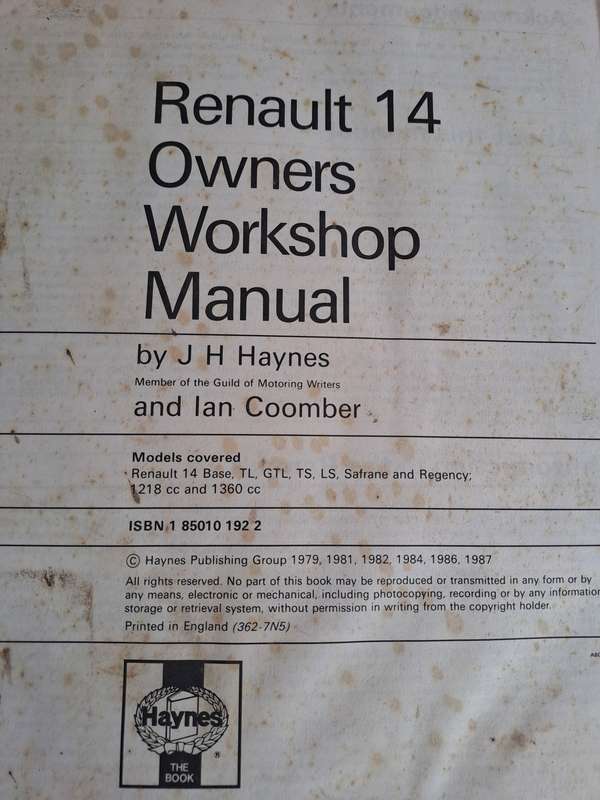 Renault 14
Owners
Workshop
Manual
by J H Haynes
Member of the Guild of Motoring Writers
and Ian Coomber
Models covered
Renault 14 Base, TL, GTL, TS, LS, Safrane and Regency;
1218 cc and 1360 cc
ISBN 1 85010 192 2
© Haynes Publishing Group 1979, 1981, 1982, 1984, 1986, 1987
All rights reserved. No part of this book may be reproduced or transmitted in any form or by
any means, electronic or mechanical, including photocopying, recording or by any information
storage or retrieval system, without permission in writing from the copyright holder.
Printed in England (362-7N5)
Haynes
®
THE
BOOK